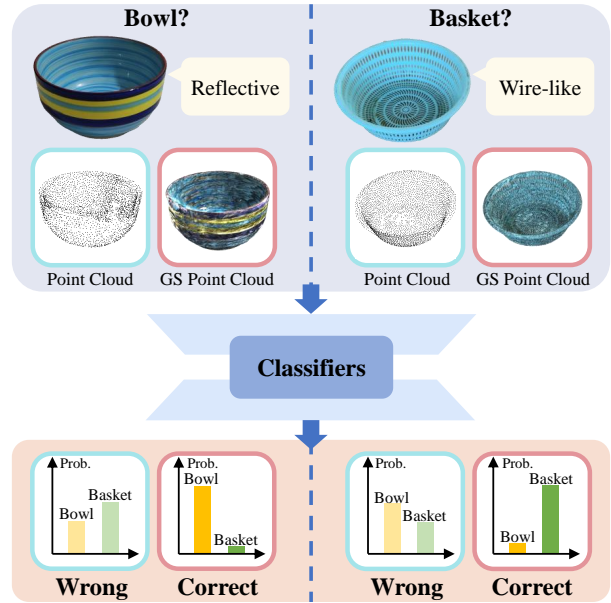 Bowl?
Basket?
Reflective
Wire-like
Point Cloud
GS Point Cloud
Point Cloud
GS Point Cloud
Classifiers
Prob.
Bowl
Basket
Wrong
Prob.
Bowl
Basket
Correct
Prob.
Bowl
Basket
Wrong
Prob.
Bowl
Basket
Correct